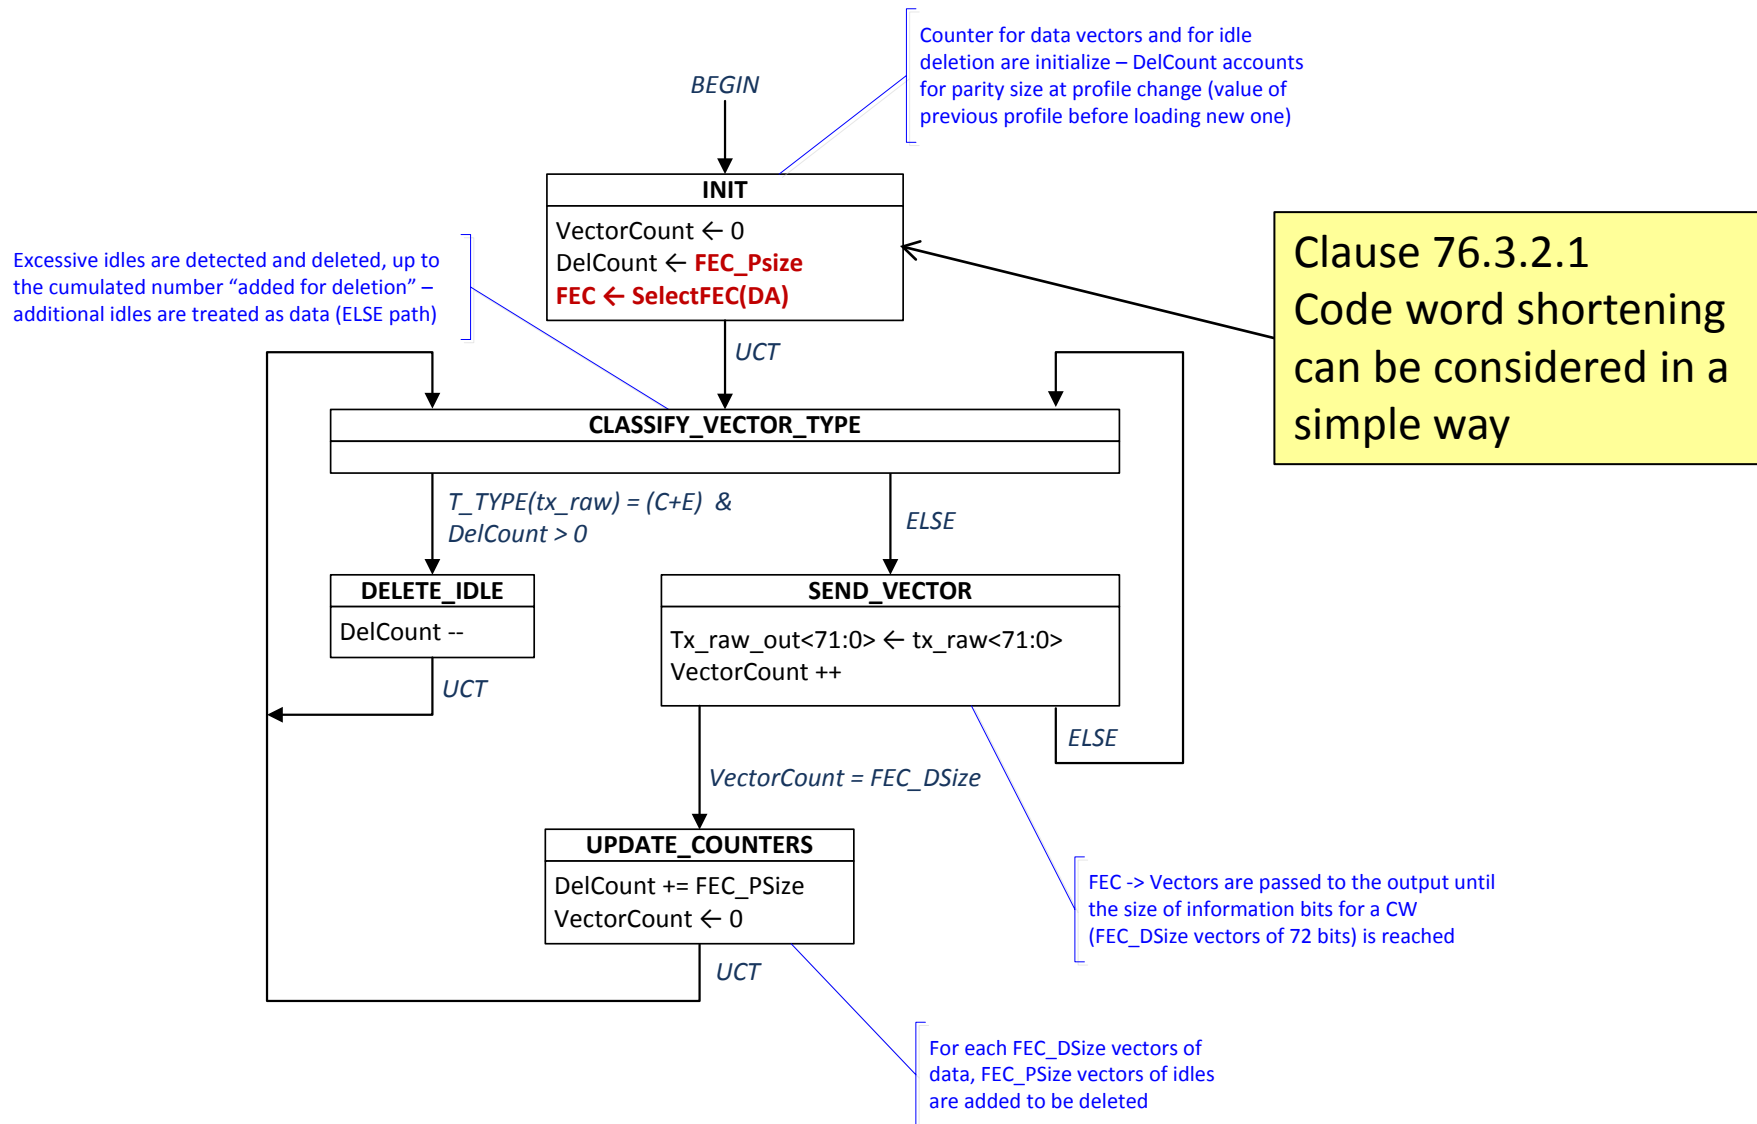 Counter for data vectors and for idle
deletion are initialize – DelCount accounts
for parity size at profile change (value of
previous profile before loading new one)
BEGIN
INIT
VectorCount ← 0
DelCount ← FEC_Psize
FEC ← SelectFEC(DA)
Clause 76.3.2.1
Code word shortening
can be considered in a
simple way
Excessive idles are detected and deleted, up to
the cumulated number “added for deletion” –
additional idles are treated as data (ELSE path)
UCT
CLASSIFY_VECTOR_TYPE
T_TYPE(tx_raw) = (C+E) &
DelCount > 0
ELSE
DELETE_IDLE
DelCount --
UCT
SEND_VECTOR
Tx_raw_out<71:0> ← tx_raw<71:0>
VectorCount ++
ELSE
VectorCount = FEC_DSize
UPDATE_COUNTERS
DelCount += FEC_PSize
VectorCount ← 0
UCT
FEC -> Vectors are passed to the output until
the size of information bits for a CW
(FEC_DSize vectors of 72 bits) is reached
For each FEC_DSize vectors of
data, FEC_PSize vectors of idles
are added to be deleted